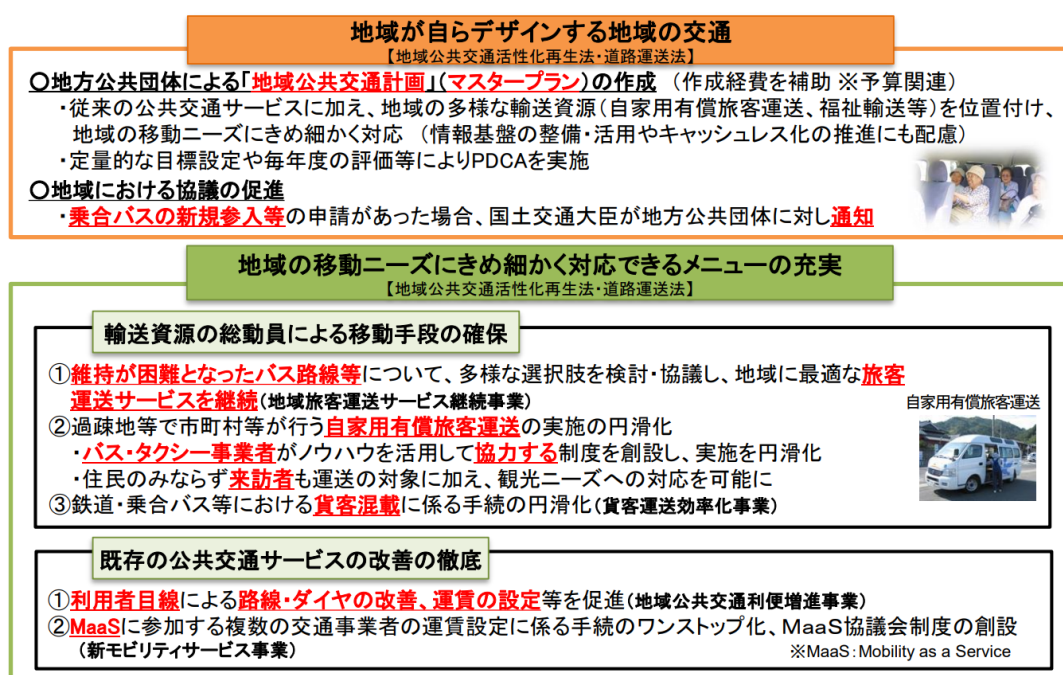 地域が自らデザインする地域の交通
【地域公共交通活性化再生法・道路運送法】
〇地方公共団体による「地域公共交通計画」(マスタープラン)の作成 (作成経費を補助 ※予算関連)
・従来の公共交通サービスに加え、地域の多様な輸送資源(自家用有償旅客運送、福祉輸送等)を位置付け、
地域の移動ニーズにきめ細かく対応 (情報基盤の整備・活用やキャッシュレス化の推進にも配慮)
・定量的な目標設定や毎年度の評価等によりPDCAを実施
〇地域における協議の促進
・乗合バスの新規参入等の申請があった場合、国土交通大臣が地方公共団体に対し通知
地域の移動ニーズにきめ細かく対応できるメニューの充実
【地域公共交通活性化再生法・道路運送法】
輸送資源の総動員による移動手段の確保
①維持が困難となったバス路線等について、多様な選択肢を検討・協議し、地域に最適な旅客
運送サービスを継続(地域旅客運送サービス継続事業)
自家用有償旅客運送
②過疎地等で市町村等が行う自家用有償旅客運送の実施の円滑化
・バス・タクシー事業者がノウハウを活用して協力する制度を創設し、実施を円滑化
・住民のみならず来訪者も運送の対象に加え、観光ニーズへの対応を可能に
③鉄道・乗合バス等における貨客混載に係る手続の円滑化(貨客運送効率化事業)
既存の公共交通サービスの改善の徹底
①利用者目線による路線・ダイヤの改善、運賃の設定等を促進(地域公共交通利便増進事業)
②MaaSに参加する複数の交通事業者の運賃設定に係る手続のワンストップ化、MaaS協議会制度の創設
(新モビリティサービス事業)
※MaaS:Mobility as a Service